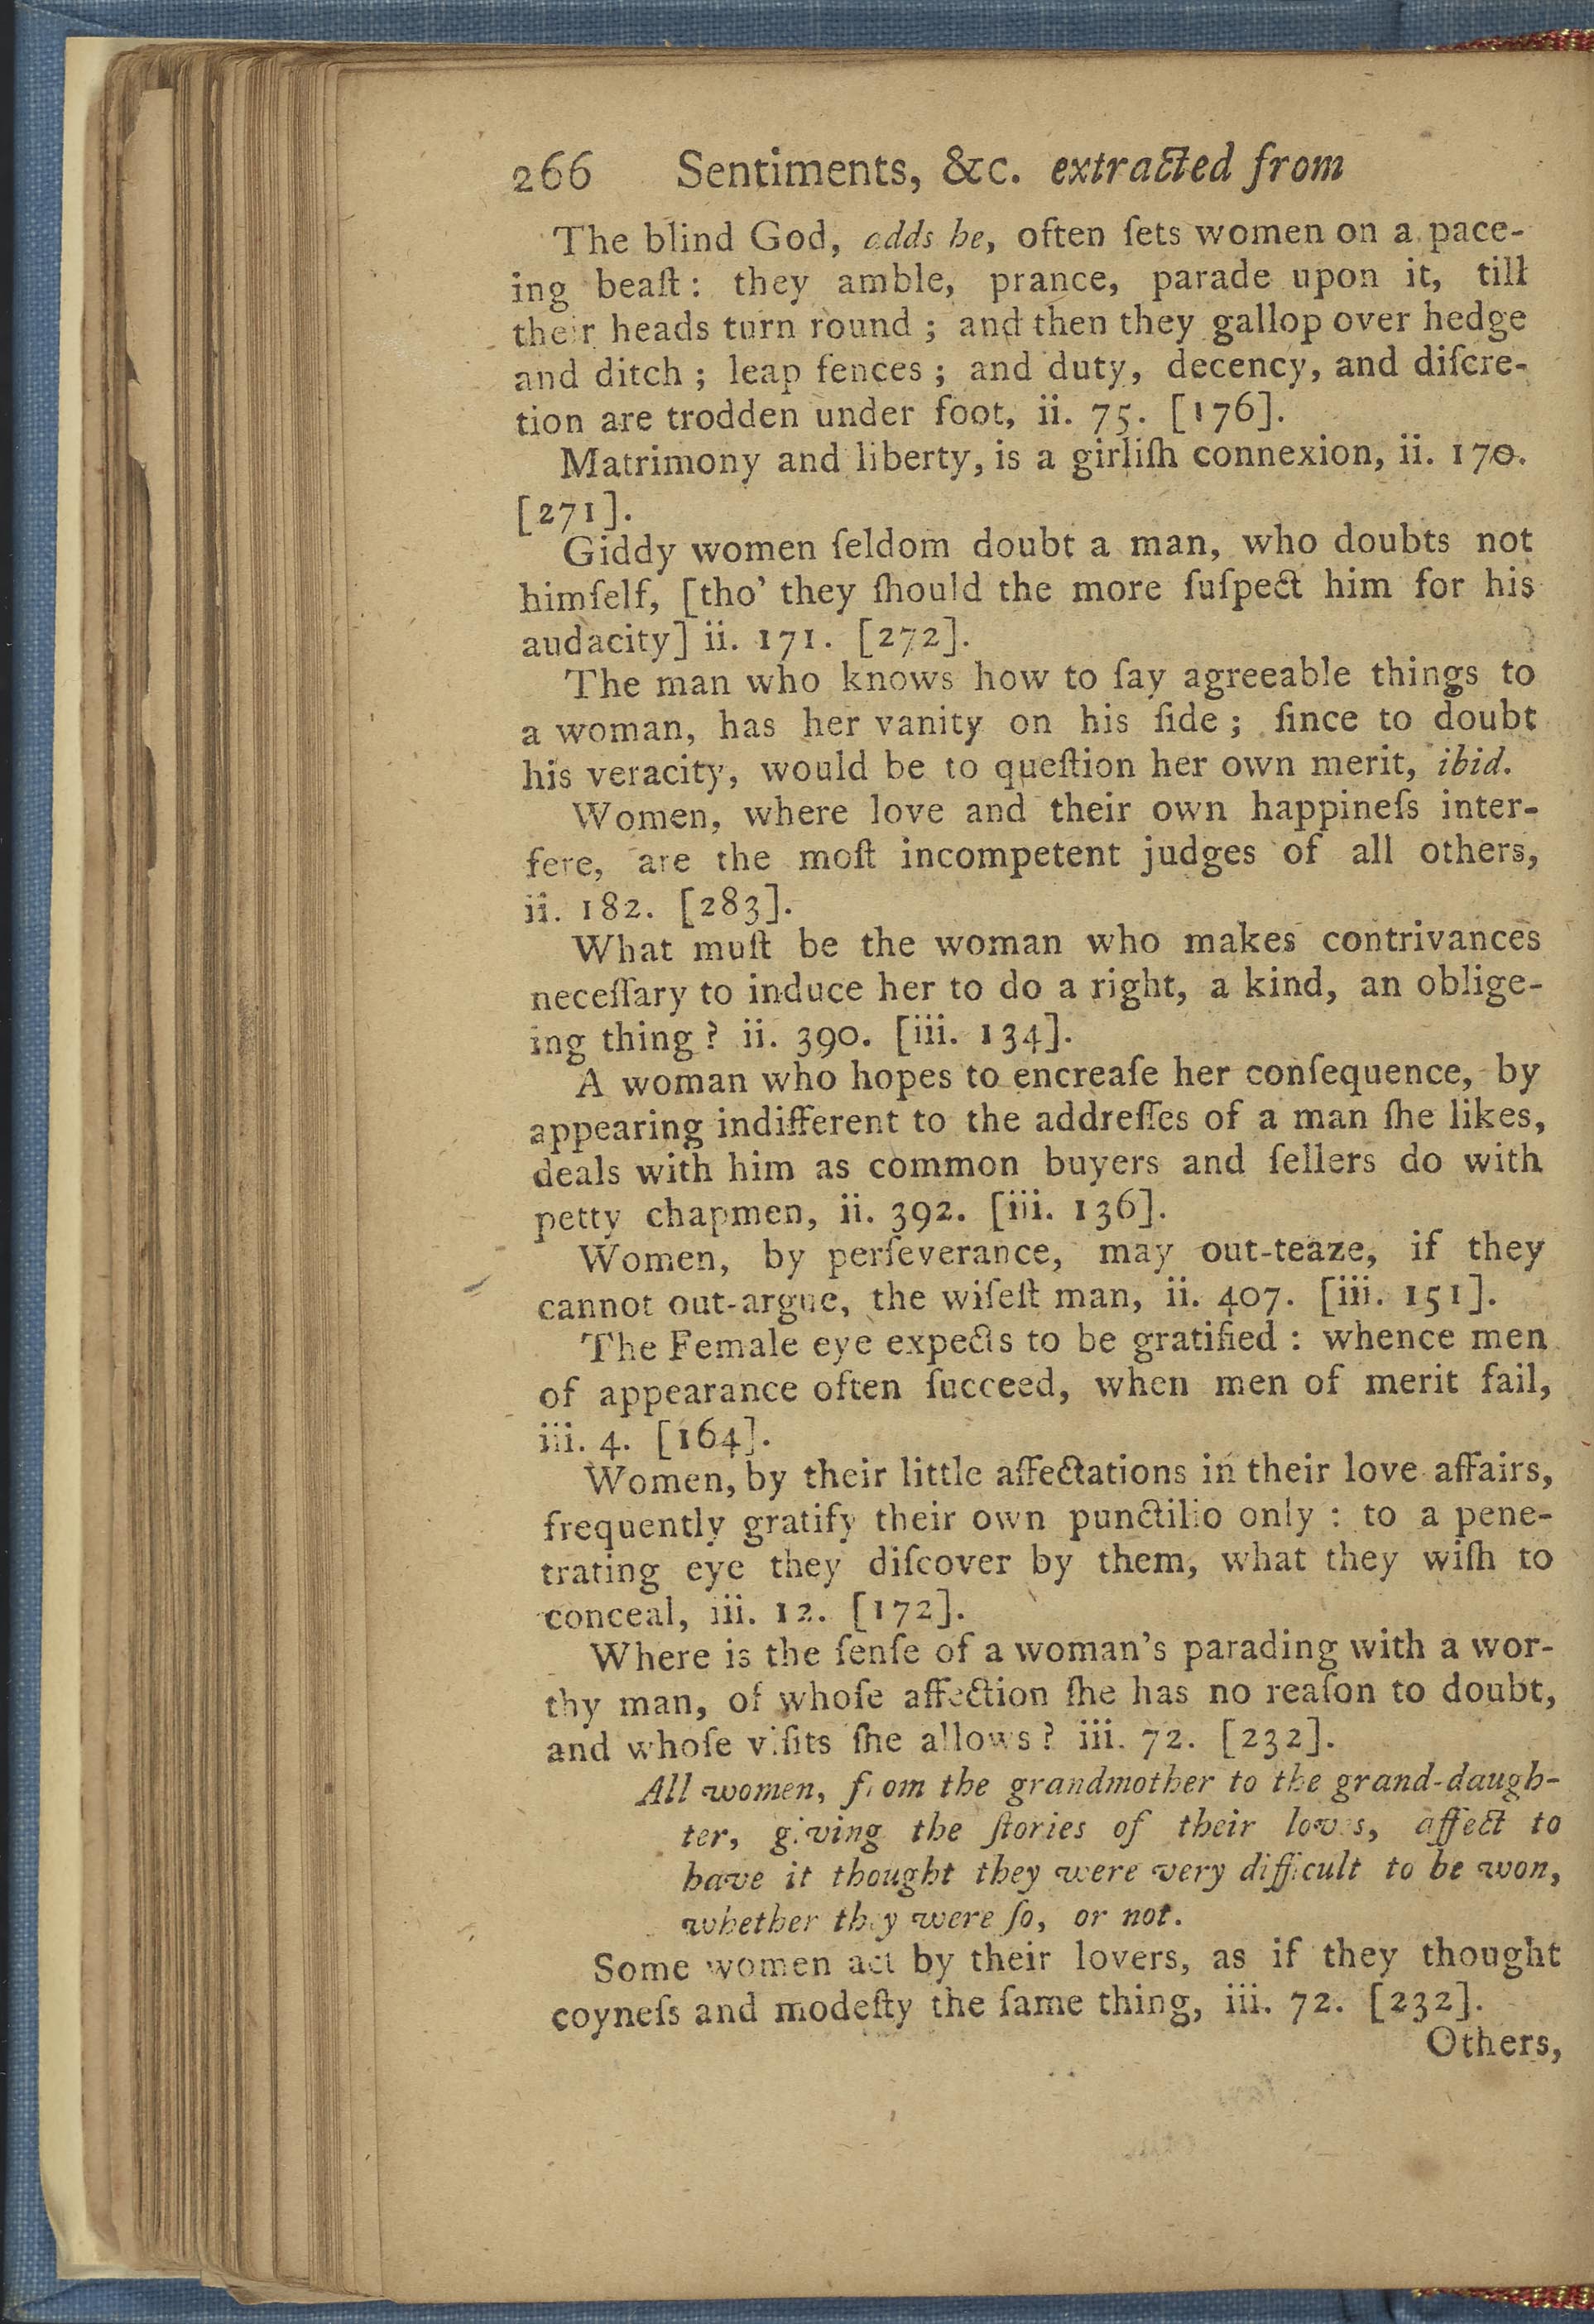 266 Sentiments, &c. extracted from
The blind God, adds he, often ſets women on a pace-
ing beaſt: they amble, prance, parade upon it, till
their heads turn round ; and then they gallop over hedge
and ditch ; leap fences ; and duty, decency, and diſcre-
tion are trodden under foot, ii. 75. [176].
Matrimony and liberty, is a girliſh connexion, ii. 170.
[271].
Giddy women ſeldom doubt a man, who doubts not
himſelf, [tho' they ſhould the more ſuſpect him for his
audacity] ii. 171. [272].
The man who knows how to ſay agreeable things to
a woman, has her vanity on his ſide ; ſince to doubt
his veracity, would be to queſtion her own merit, ibid.
Women, where love and their own happineſs inter-
fere, are the moſt incompetent judges of all others,
ii. 182. [283].
What muſt be the woman who makes contrivances
neceſſary to induce her to do a right, a kind, an oblige-
ing thing ? ii. 390. [iii. 134].
A woman who hopes to encreaſe her conſequence, by
appearing indifferent to the addreſſes of a man ſhe likes,
deals with him as common buyers and ſellers do with
petty chapmen, ii. 392. [iii. 136].
Women, by perſeverance, may out-teaze, if they
cannot out-argue, the wiſeſt man, ii. 407. [iii. 151].
The Female eye expects to be gratified : whence men
of appearance often ſucceed, when men of merit fail,
iii. 4. [164].
Women, by their little affectations in their love affairs,
frequently gratify their own punctilio only : to a pene-
trating eye they diſcover by them, what they wiſh to
conceal, iii. 12. [172].
Where is the ſenſe of a woman's parading with a wor-
thy man, of whoſe affection ſhe has no reaſon to doubt,
and whoſe viſits ſhe allows ? iii. 72. [232].
All women, from the grandmother to the grand-daugh-
ter, giving the ſtories of their loves, affect to
have it thought they were very difficult to be won,
whether they were ſo, or not.
Some women act by their lovers, as if they thought
coyneſs and modeſty the ſame thing, iii. 72. [232].
Others,